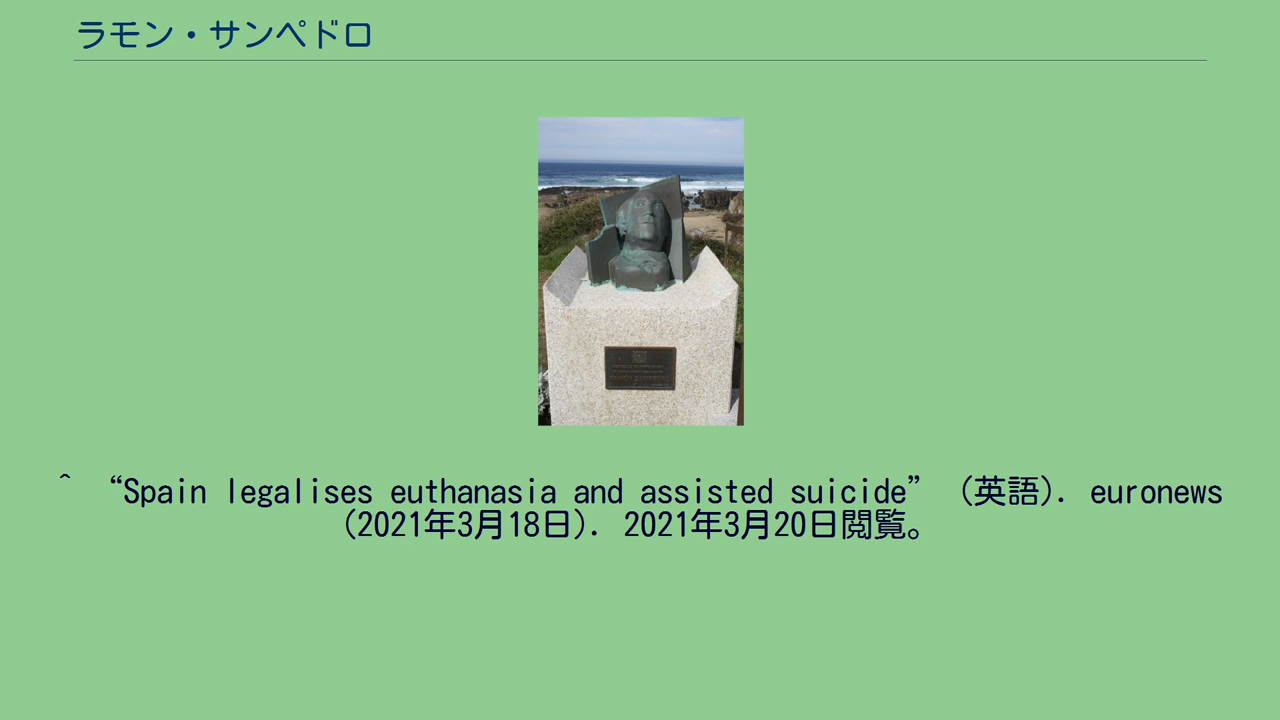 ラモン・サンペドロ
^ “Spain legalises euthanasia and assisted suicide” (英語). euronews
(2021年3月18日). 2021年3月20日閲覧。